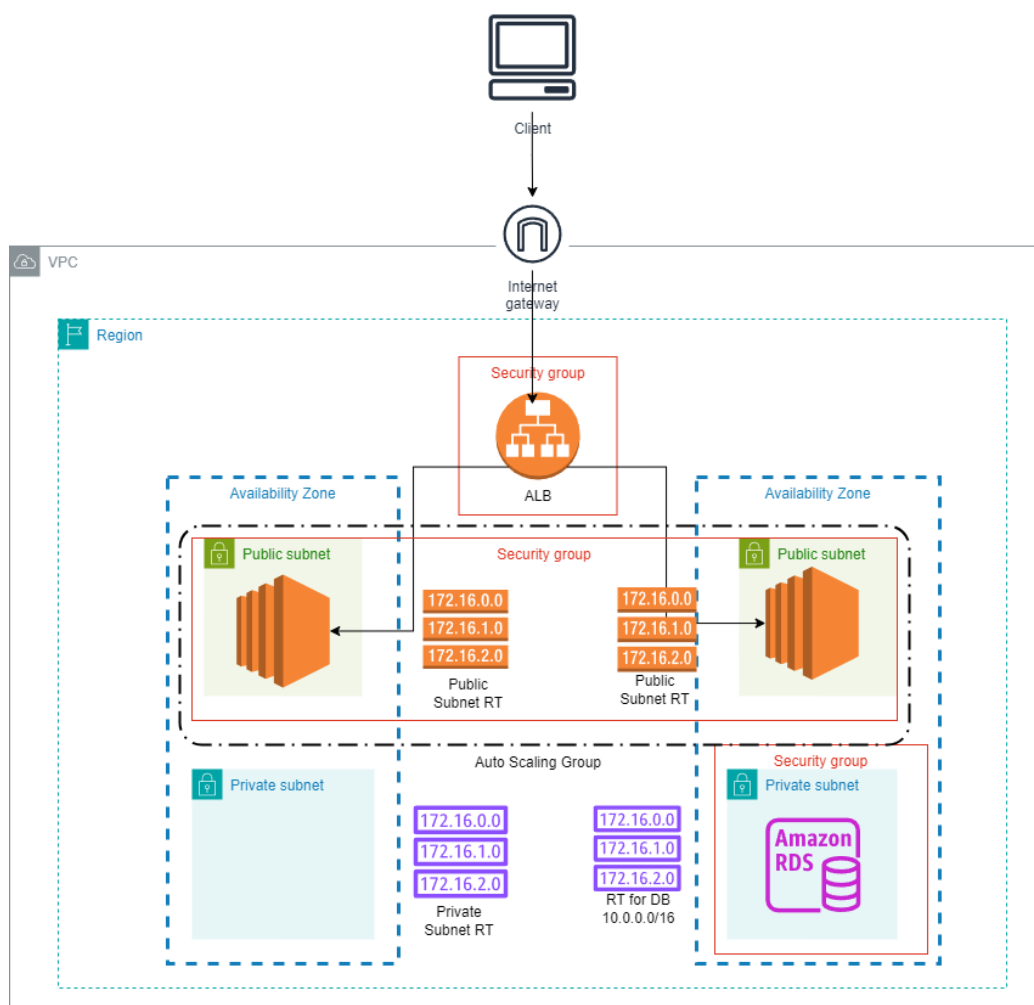 Client
Internet
gateway
VPC
Region
Security group
ALB
Availability Zone
Availability Zone
Public subnet
Security group
Public subnet
172.16.0.0
172.16.1.0
172.16.2.0
Public
Subnet RT
172.16.0.0
172.16.1.0
172.16.2.0
Public
Subnet RT
Auto Scaling Group
Security group
Private subnet
Private subnet
172.16.0.0
172.16.1.0
172.16.2.0
Private
Subnet RT
172.16.0.0
172.16.1.0
172.16.2.0
RT for DB
10.0.0.0/16
Amazon
RDS